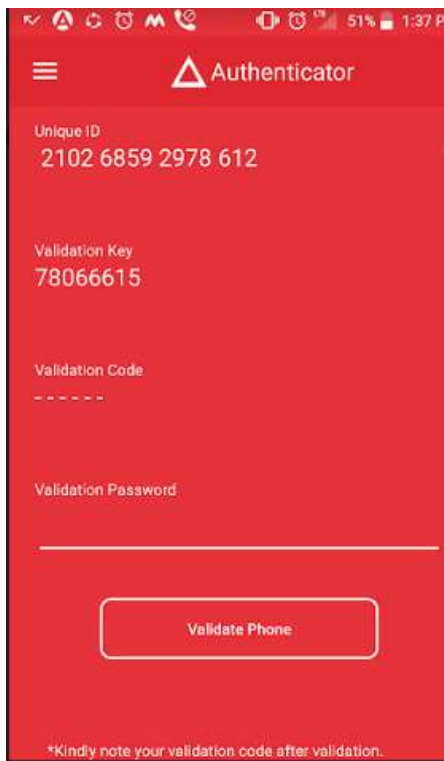 51% 1:37 P
Authenticator
Unique ID
2102 6859 2978 612
Validation Key
78066615
Validation Code
------
Validation Password
Validate Phone
*Kindly note your validation code after validation.